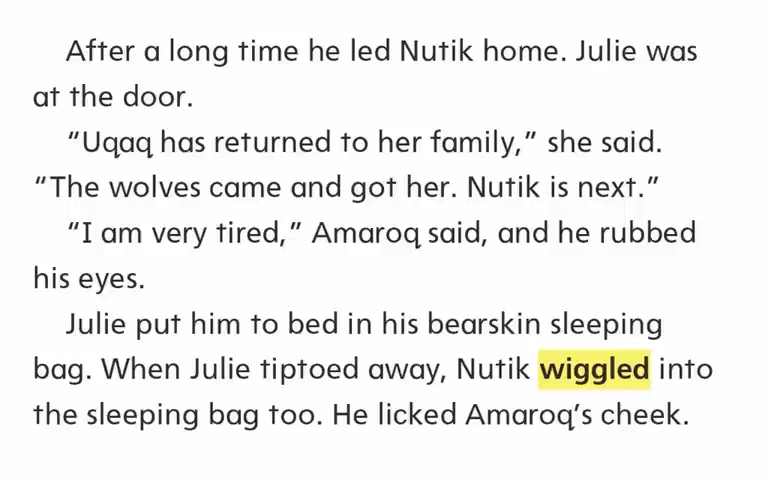 After a long time he led Nutik home. Julie was
at the door.
“Uqaq has returned to her family,” she said.
“The wolves came and got her. Nutik is next.”
“I am very tired,” Amaroq said, and he rubbed
his eyes.
Julie put him to bed in his bearskin sleeping
bag. When Julie tiptoed away, Nutik wiggled into
the sleeping bag too. He licked Amaroq’s cheek.